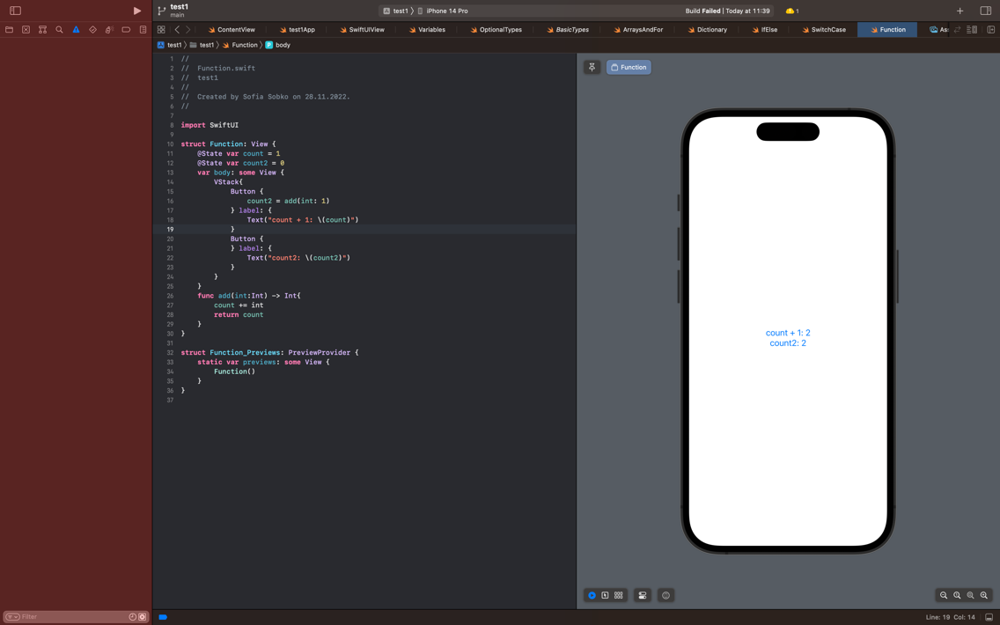 test1
main
test1 〉 iPhone 14 Pro
Build Failed | Today at 11:39
1
ContentView
test1App
SwiftUIView
Variables
OptionalTypes
BasicTypes
ArraysAndFor
Dictionary
IfElse
SwitchCase
Function
As
test1 〉 test1 〉 Function 〉 P body
1 //
2 //  Function.swift
3 //  test1
4 //
5 //  Created by Sofia Sobko on 28.11.2022.
6 //
7
8 import SwiftUI
9
10 struct Function: View {
11     @State var count = 1
12     @State var count2 = 0
13     var body: some View {
14         VStack{
15             Button {
16                 count2 = add(int: 1)
17             } label: {
18                 Text("count + 1: \(count)")
19             }
20             Button {
21             } label: {
22                 Text("count2: \(count2)")
23             }
24         }
25     }
26     func add(int:Int) -> Int{
27         count += int
28         return count
29     }
30 }
31
32 struct Function_Previews: PreviewProvider {
33     static var previews: some View {
34         Function()
35     }
36 }
37
Function
count + 1: 2
count2: 2
Filter
Line: 19 Col: 14